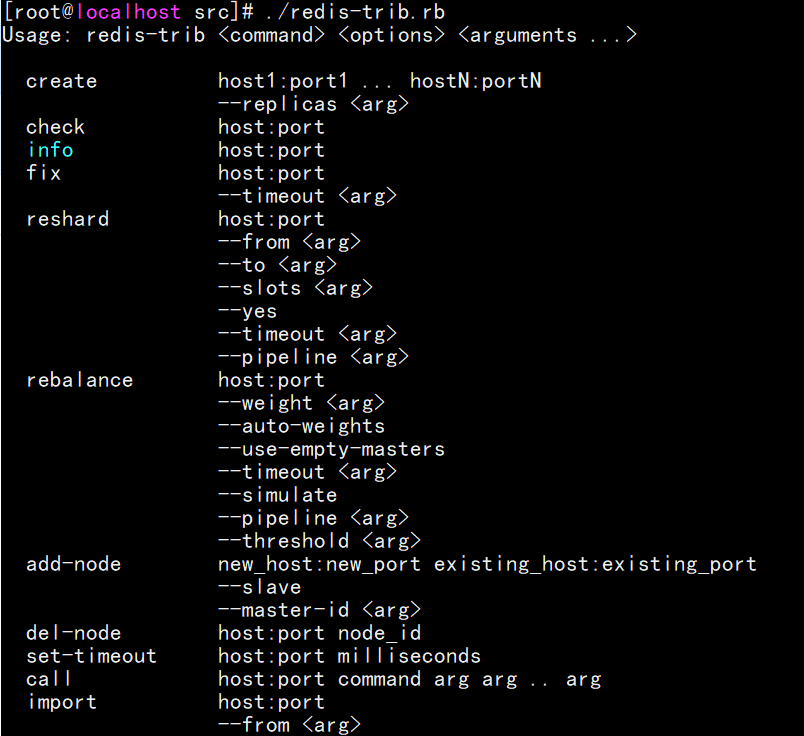 [root@localhost src]# ./redis-trib.rb
Usage: redis-trib <command> <options> <arguments ...>
create host1:port1 ... hostN:portN
--replicas <arg>
check host:port
info host:port
fix host:port
--timeout <arg>
reshard host:port
--from <arg>
--to <arg>
--slots <arg>
--yes
--timeout <arg>
--pipeline <arg>
rebalance host:port
--weight <arg>
--auto-weights
--use-empty-masters
--timeout <arg>
--simulate
--pipeline <arg>
--threshold <arg>
add-node new_host:new_port existing_host:existing_port
--slave
--master-id <arg>
del-node host:port node_id
set-timeout host:port milliseconds
call host:port command arg arg .. arg
import host:port
--from <arg>